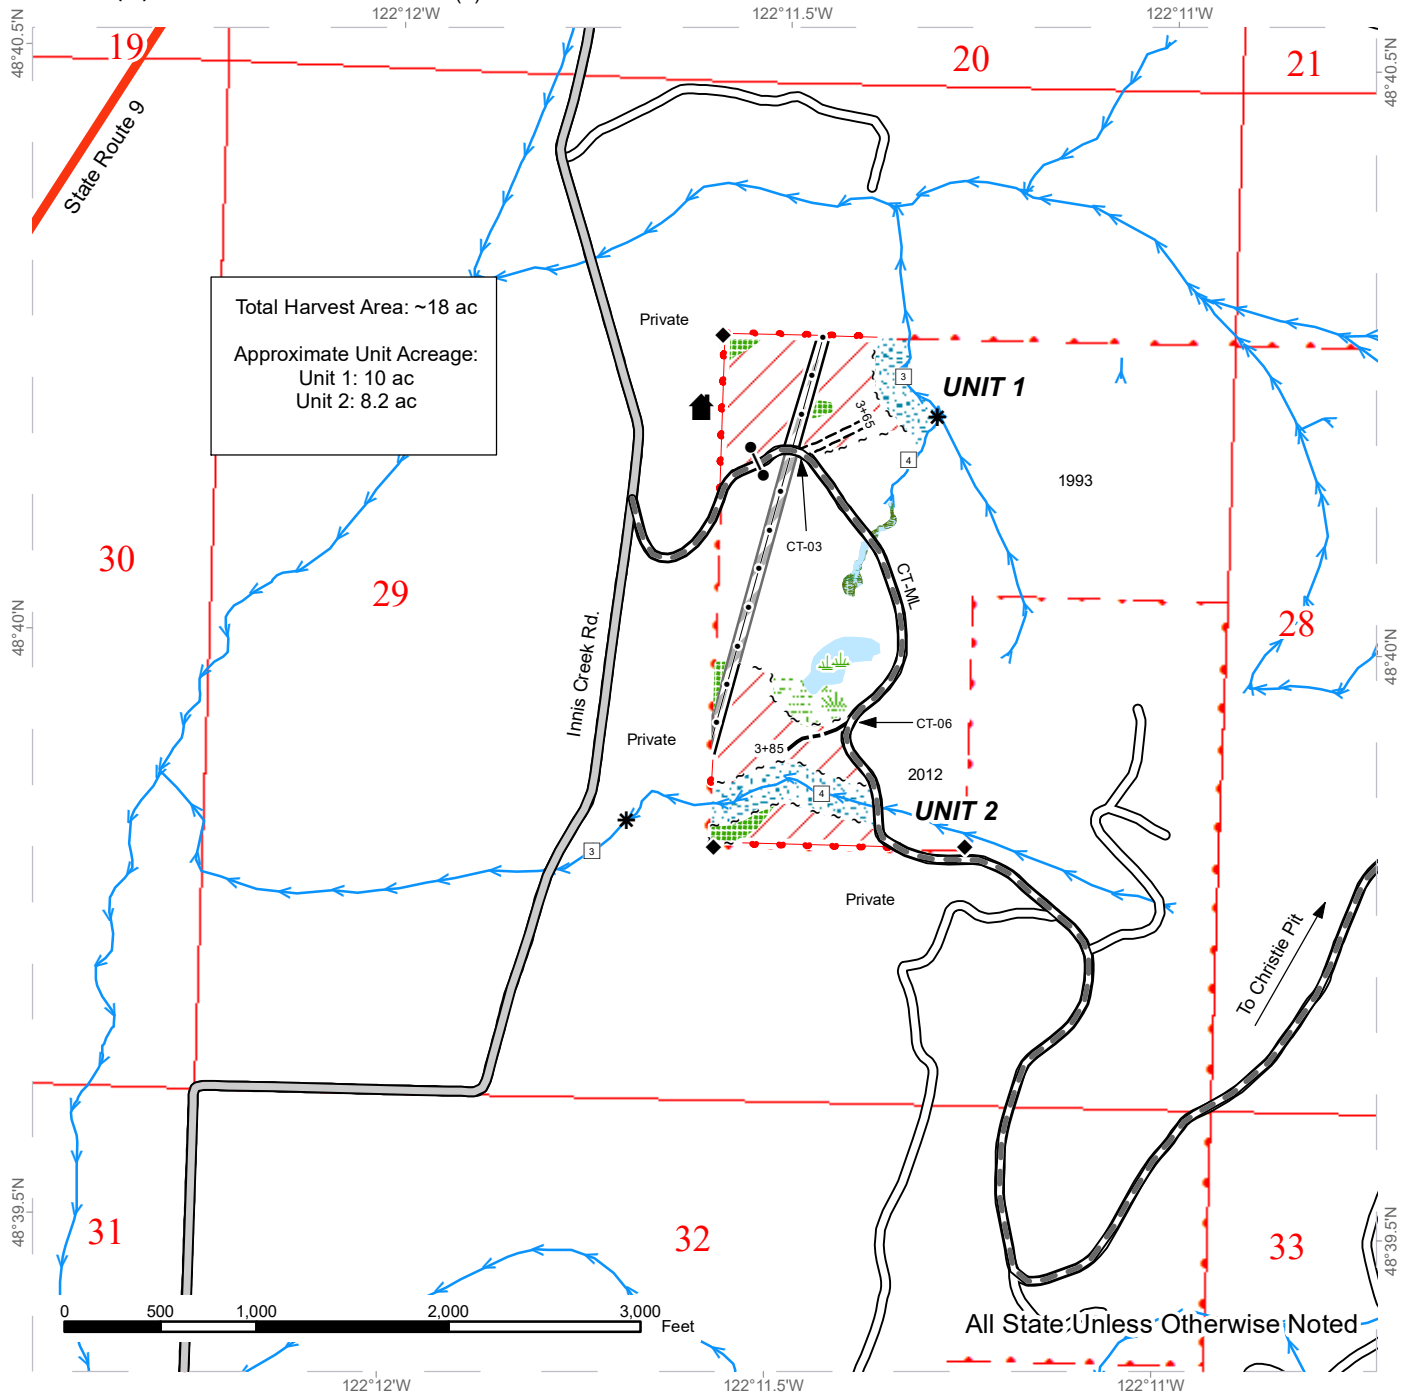 122°12'W
122°11.5'W
122°11'W
48°40.5'N
48°40.5'N
19
20
21
State Route 9
Total Harvest Area: ~18 ac
Approximate Unit Acreage:
Unit 1: 10 ac
Unit 2: 8.2 ac
Private
3
UNIT 1
3+65
4
1993
CT-03
30
29
CT-ML
28
48°40'N
48°40'N
Innis Creek Rd.
Private
CT-06
3+85
2012
4
UNIT 2
3
Private
To Christie Pit
48°39.5'N
48°39.5'N
31
32
33
0 500 1,000 2,000 3,000
Feet
All State Unless Otherwise Noted
122°12'W
122°11.5'W
122°11'W